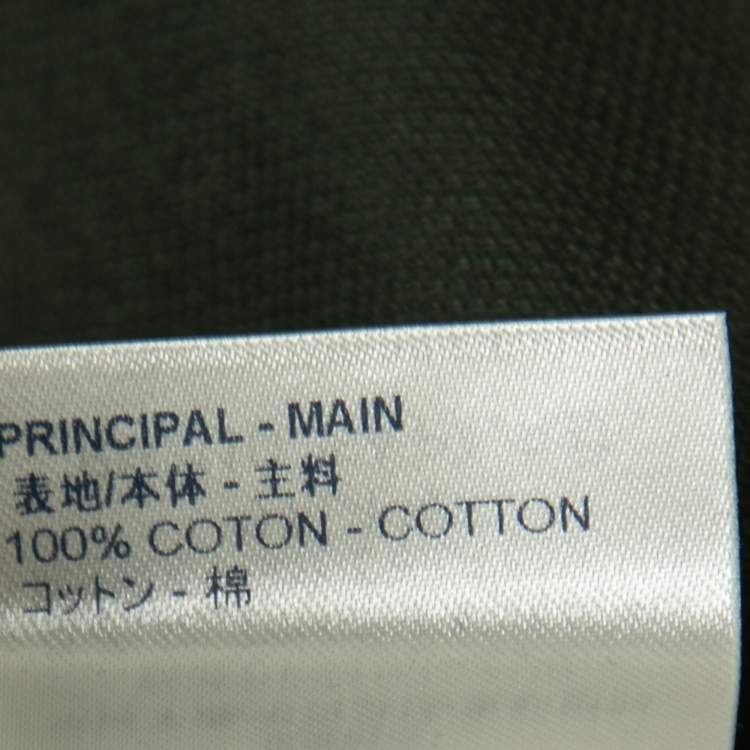 PRINCIPAL - MAIN
表地/本体 - 主料
100% COTON - COTTON
コットン - 棉